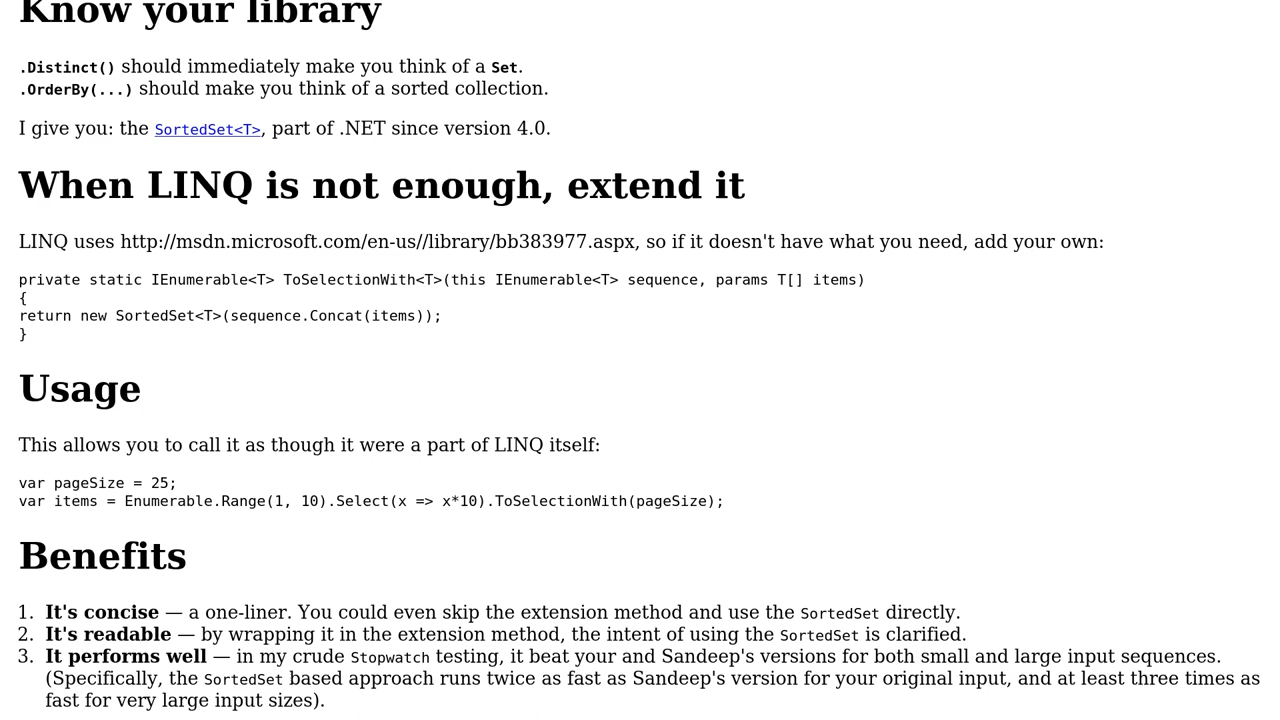 Know your library
.Distinct() should immediately make you think of a Set.
.OrderBy(...) should make you think of a sorted collection.
I give you: the SortedSet<T>, part of .NET since version 4.0.
When LINQ is not enough, extend it
LINQ uses http://msdn.microsoft.com/en-us//library/bb383977.aspx, so if it doesn't have what you need, add your own:
private static IEnumerable<T> ToSelectionWith<T>(this IEnumerable<T> sequence, params T[] items)
{
return new SortedSet<T>(sequence.Concat(items));
}
Usage
This allows you to call it as though it were a part of LINQ itself:
var pageSize = 25;
var items = Enumerable.Range(1, 10).Select(x => x*10).ToSelectionWith(pageSize);
Benefits
1. It's concise — a one-liner. You could even skip the extension method and use the SortedSet directly.
2. It's readable — by wrapping it in the extension method, the intent of using the SortedSet is clarified.
3. It performs well — in my crude Stopwatch testing, it beat your and Sandeep's versions for both small and large input sequences.
(Specifically, the SortedSet based approach runs twice as fast as Sandeep's version for your original input, and at least three times as
fast for very large input sizes).